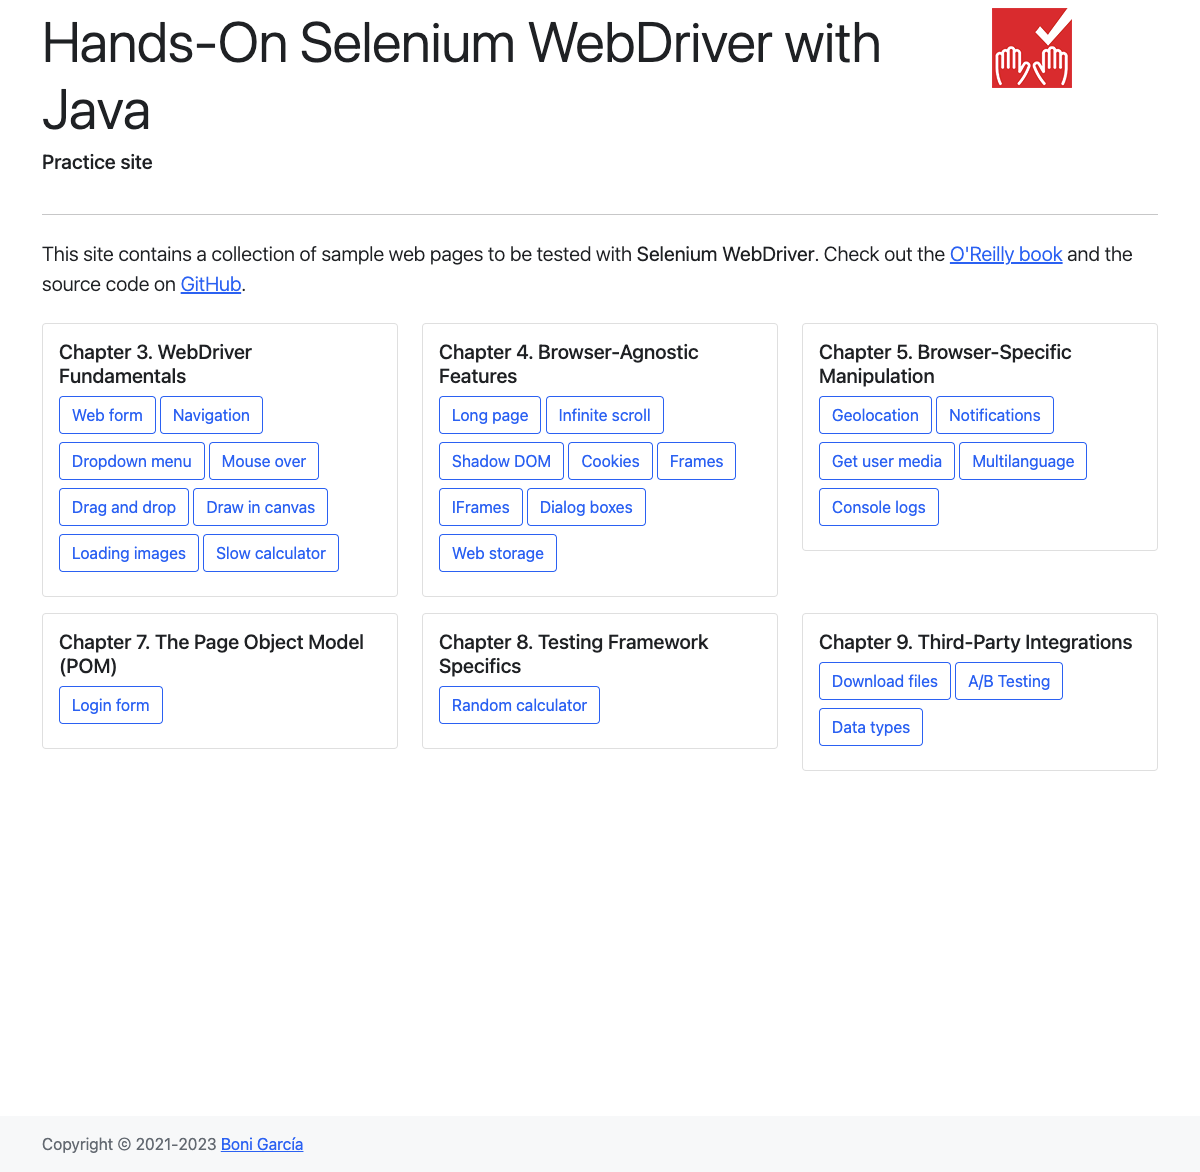 Hands-On Selenium WebDriver with
Java
Practice site
This site contains a collection of sample web pages to be tested with Selenium WebDriver. Check out the O'Reilly book and the
source code on GitHub.
Chapter 3. WebDriver
Fundamentals
Web form Navigation
Dropdown menu Mouse over
Drag and drop Draw in canvas
Loading images Slow calculator
Chapter 4. Browser-Agnostic
Features
Long page Infinite scroll
Shadow DOM Cookies Frames
IFrames Dialog boxes
Web storage
Chapter 5. Browser-Specific
Manipulation
Geolocation Notifications
Get user media Multilanguage
Console logs
Chapter 7. The Page Object Model
(POM)
Login form
Chapter 8. Testing Framework
Specifics
Random calculator
Chapter 9. Third-Party Integrations
Download files A/B Testing
Data types
Copyright © 2021-2023 Boni García